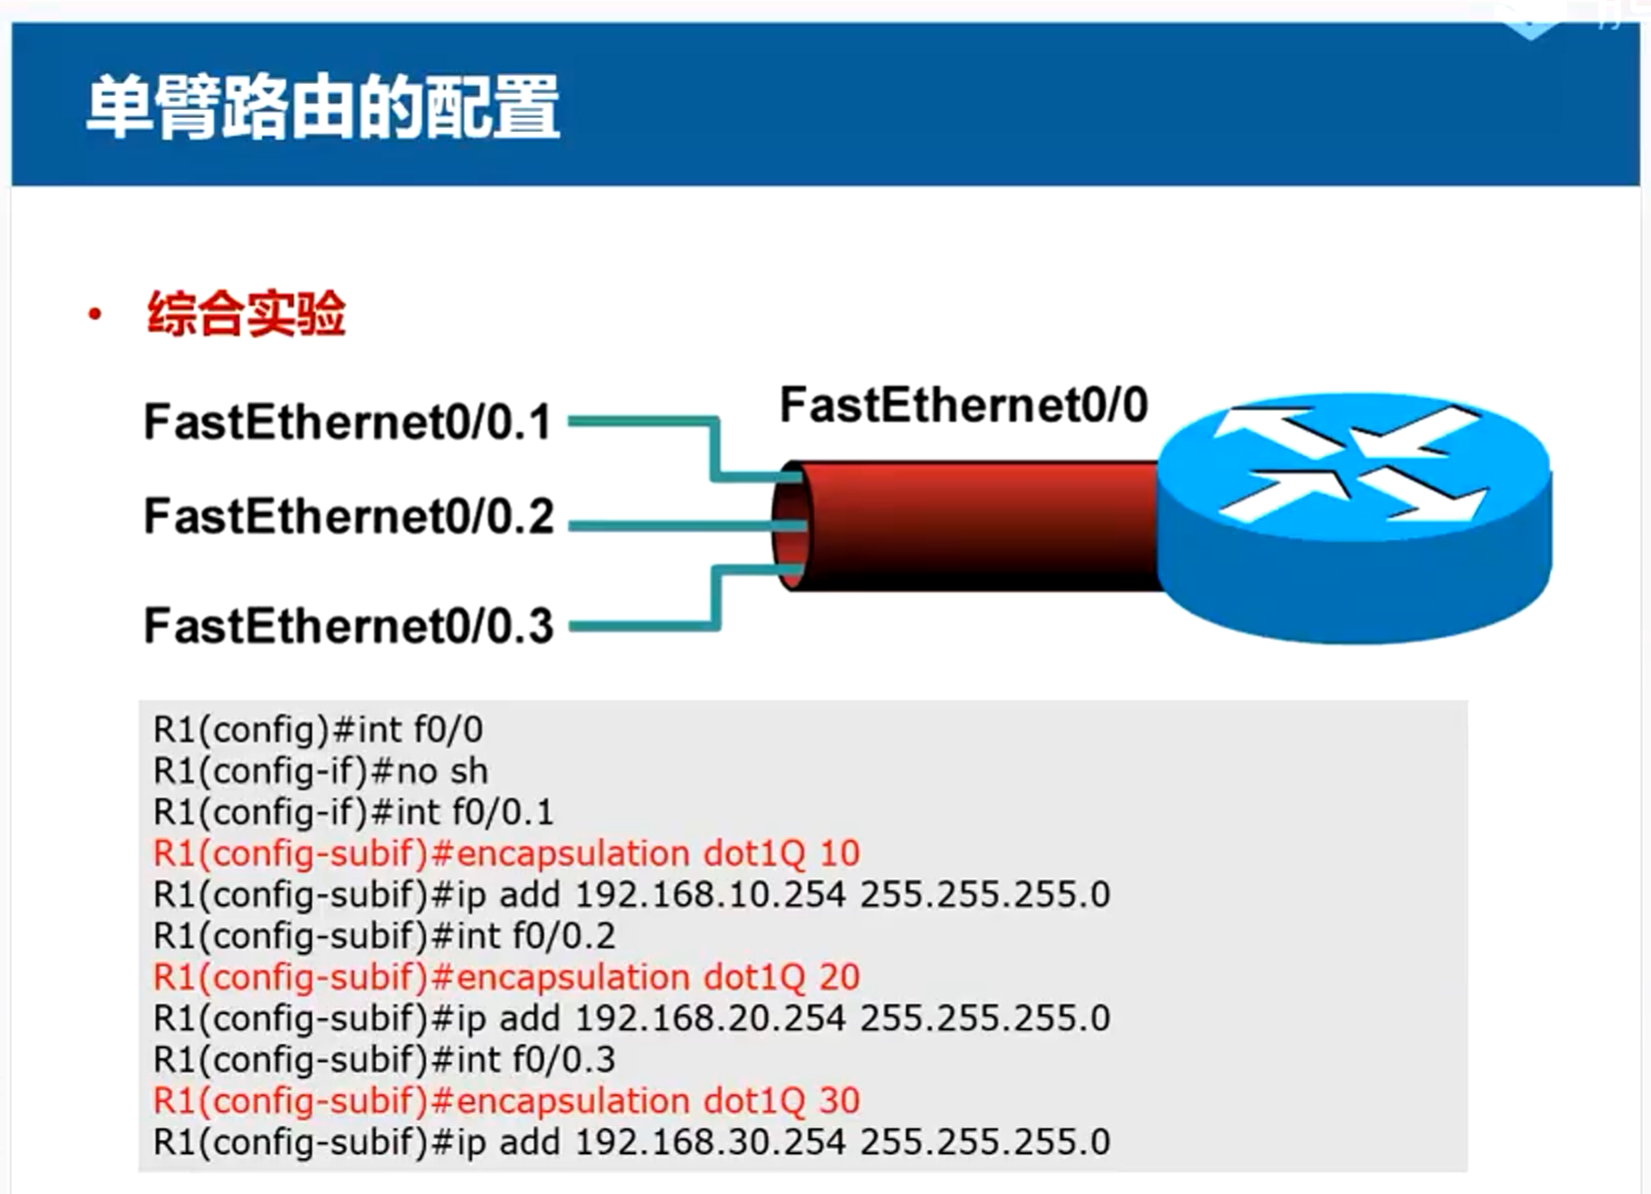 单臂路由的配置
• 综合实验
FastEthernet0/0.1
FastEthernet0/0
FastEthernet0/0.2
FastEthernet0/0.3
R1(config)#int f0/0
R1(config-if)#no sh
R1(config-if)#int f0/0.1
R1(config-subif)#encapsulation dot1Q 10
R1(config-subif)#ip add 192.168.10.254 255.255.255.0
R1(config-subif)#int f0/0.2
R1(config-subif)#encapsulation dot1Q 20
R1(config-subif)#ip add 192.168.20.254 255.255.255.0
R1(config-subif)#int f0/0.3
R1(config-subif)#encapsulation dot1Q 30
R1(config-subif)#ip add 192.168.30.254 255.255.255.0